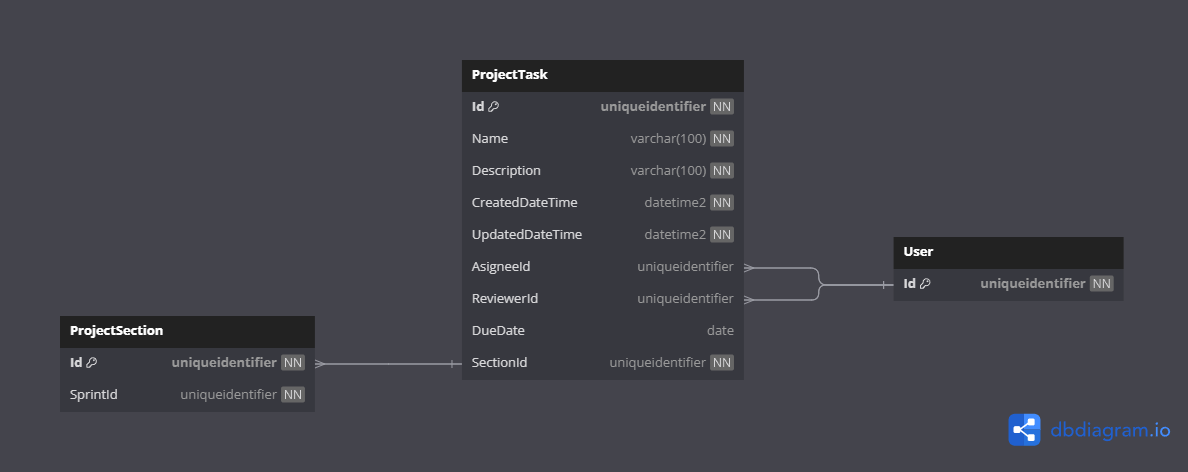 ProjectTask
Id uniqueidentifier NN
Name varchar(100) NN
Description varchar(100) NN
CreatedDateTime datetime2 NN
UpdatedDateTime datetime2 NN
AsigneeId uniqueidentifier
ReviewerId uniqueidentifier
DueDate date
SectionId uniqueidentifier NN
User
Id uniqueidentifier NN
ProjectSection
Id uniqueidentifier NN
SprintId uniqueidentifier NN
dbdiagram.io